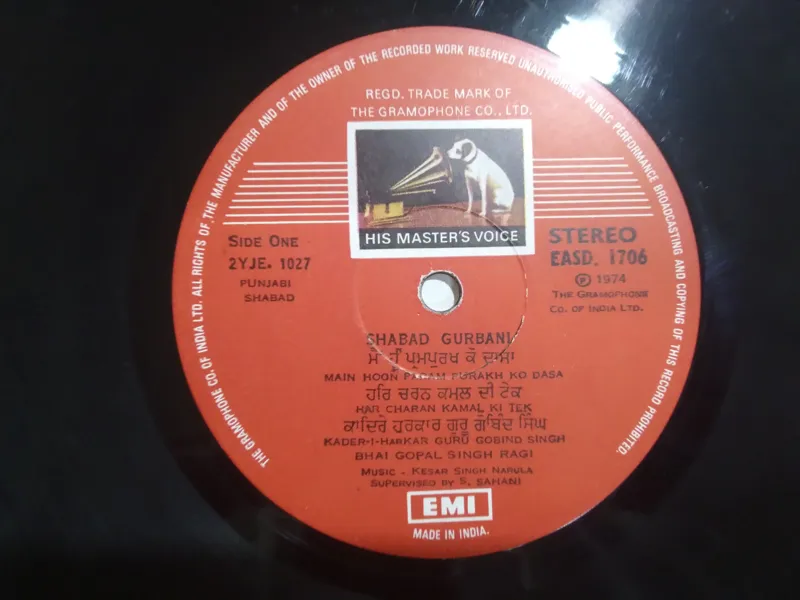 THE GRAMOPHONE CO. OF INDIA LTD. ALL RIGHTS OF THE MANUFACTURER AND OF THE OWNER OF THE RECORDED WORK RESERVED UNAUTHORISED PUBLIC PERFORMANCE BROADCASTING AND COPYING OF THIS RECORD PROHIBITED.
REGD. TRADE MARK OF
THE GRAMOPHONE CO., LTD.
HIS MASTER'S VOICE
SIDE ONE
2YJE. 1027
PUNJABI
SHABAD
STEREO
EASD. 1706
℗ 1974
THE GRAMOPHONE
CO. OF INDIA LTD.
SHABAD GURBANI
ਮੈਂ ਹੂੰ ਪਮਪੁਰਖ ਕੋ ਦਾਸਾ
MAIN HOON PARAM PURAKH KO DASA
ਹਰਿ ਚਰਨ ਕਮਲ ਦੀ ਟੇਕ
HAR CHARAN KAMAL KI TEK
ਕਾਦਿਰੇ ਹਰਕਾਰ ਗੁਰੂ ਗੋਬਿੰਦ ਸਿੰਘ
KADER-I-HARKAR GURU GOBIND SINGH
BHAI GOPAL SINGH RAGI
MUSIC - KESAR SINGH NARULA
SUPERVISED BY S. SAHANI
EMI
MADE IN INDIA.